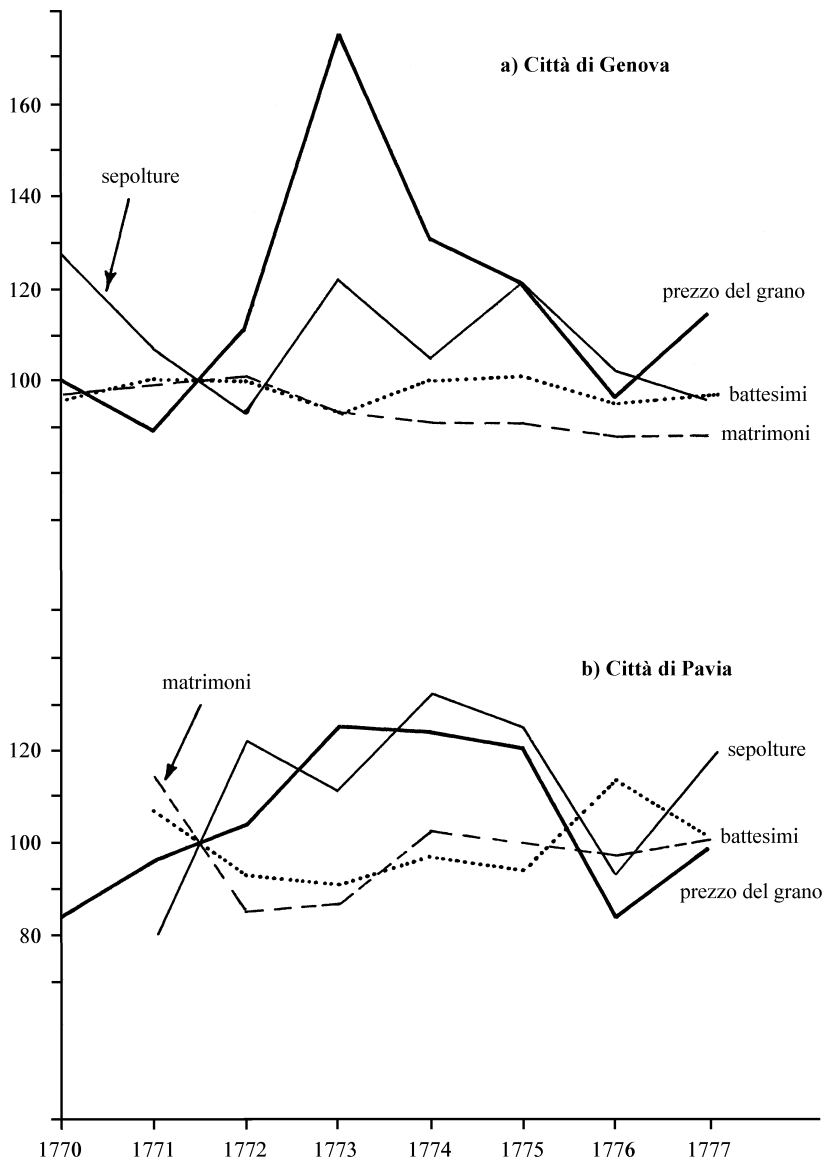 a) Città di Genova
160
sepolture
140
120
prezzo del grano
100
battesimi
matrimoni
b) Città di Pavia
matrimoni
120
sepolture
100
battesimi
prezzo del grano
80
1770 1771 1772 1773 1774 1775 1776 1777